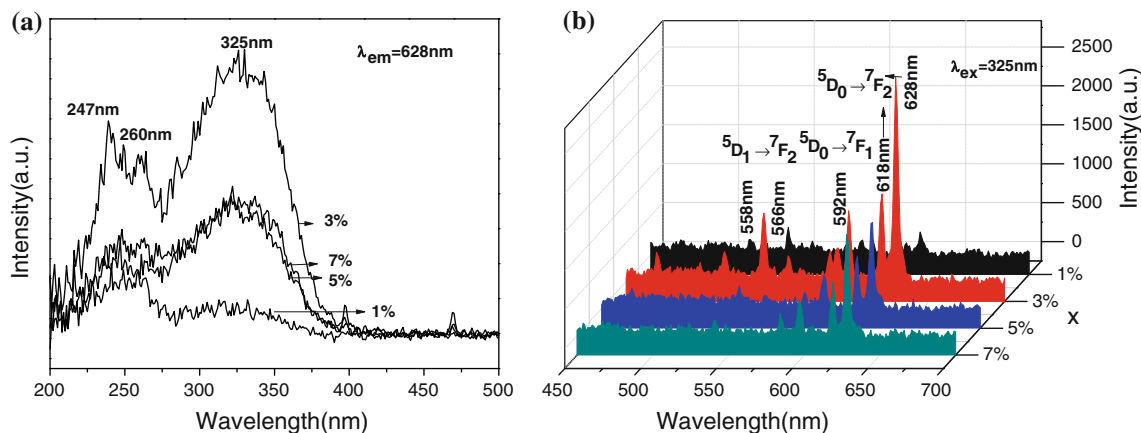 (a)
325nm
λem=628nm
247nm
260nm
3%
7%
5%
1%
Intensity(a.u.)
200 250 300 350 400 450 500
Wavelength(nm)
(b)
2500
2000
1500
1000
500
0
Intensity(a.u.)
λex=325nm
⁵D₀→⁷F₂
628nm
⁵D₁→⁷F₂
⁵D₀→⁷F₁
618nm
558nm
566nm
592nm
1%
3%
5%
7%
X
450 500 550 600 650 700
Wavelength(nm)